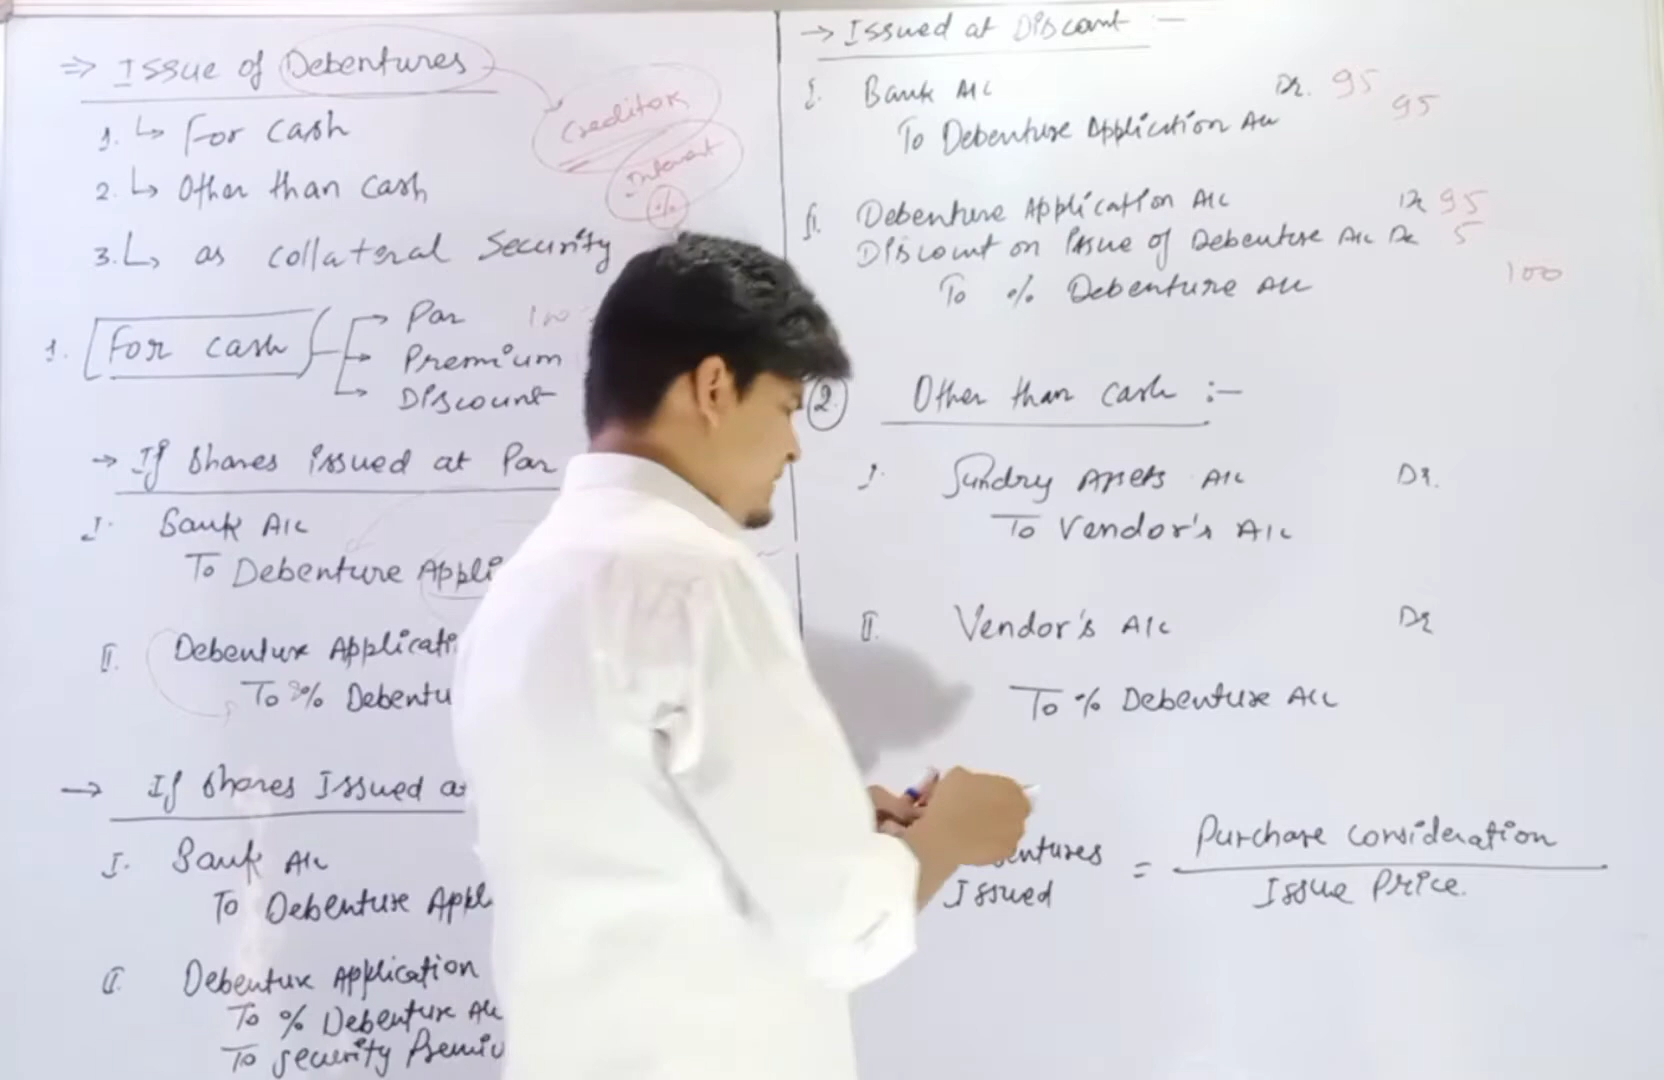 ⇒ Issue of Debentures
Creditor
Interest
%
1. ↳ For cash
2. ↳ Other than cash
3. ↳ as collateral Security
1. For cash
→ Par 100
→ Premium
→ Discount
→ If Shares issued at Par
I. Bank A/c
To Debenture Appli
II. Debenture Applicati
To % Debentu
→ If Shares Issued a
I. Bank A/c
To Debenture Appl
II. Debenture Application
To % Debenture A/c
To Security Premiu
→ Issued at Discount :-
I. Bank A/c Dr. 95
To Debenture Application A/c 95
II. Debenture Application A/c Dr 95
Discount on Issue of Debenture A/c Dr 5
To % Debenture A/c 100
2. Other than cash :-
I. Sundry Assets A/c Dr.
To Vendor's A/c
II. Vendor's A/c Dr
To % Debenture A/c
entures Issued = Purchase consideration
Issue Price.